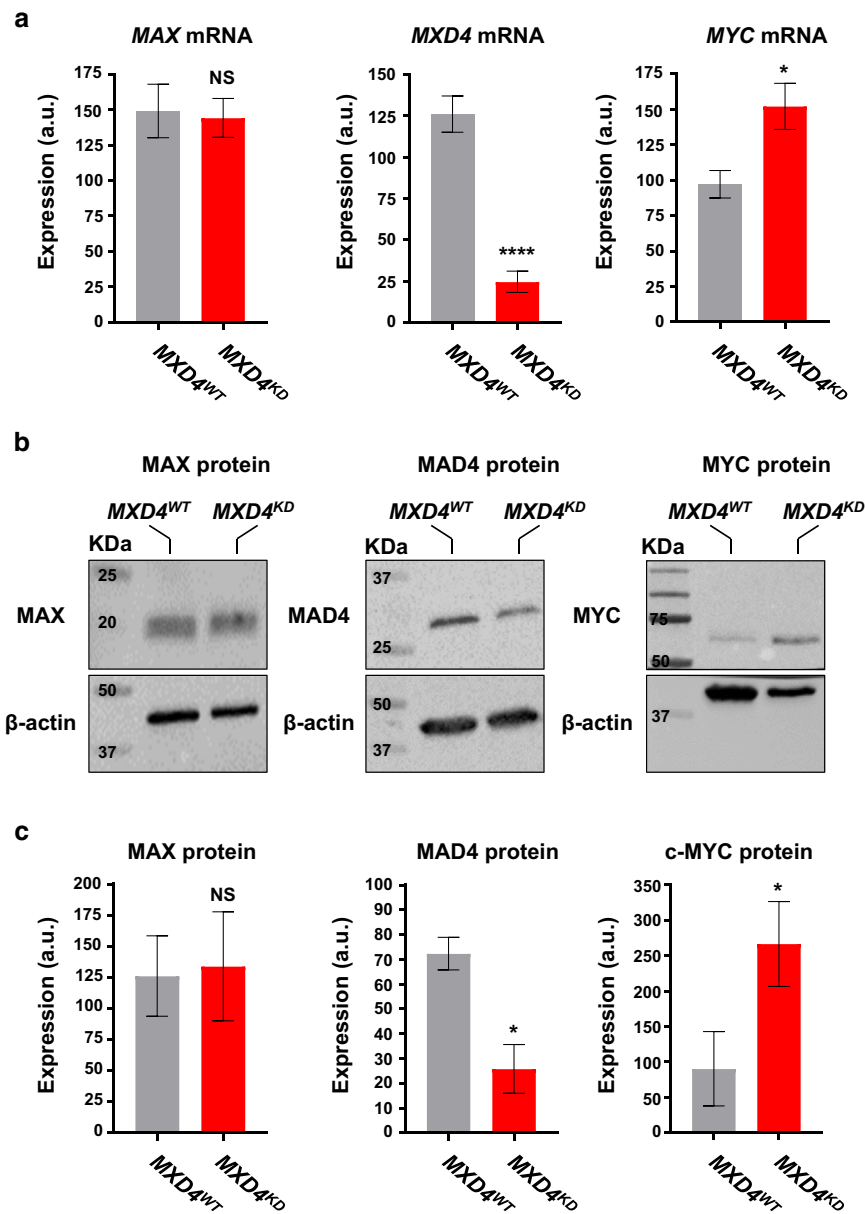 a
MAX mRNA
MXD4 mRNA
MYC mRNA
Expression (a.u.)
175
150
125
100
75
50
25
0
NS
MXD4WT
MXD4KD
Expression (a.u.)
150
125
100
75
50
25
0
****
MXD4WT
MXD4KD
Expression (a.u.)
175
150
125
100
75
50
25
0
*
MXD4WT
MXD4KD
b
MAX protein
MAD4 protein
MYC protein
MXD4WT MXD4KD
MXD4WT MXD4KD
MXD4WT MXD4KD
KDa
25
MAX
20
50
β-actin
37
KDa
37
MAD4
25
50
β-actin
37
KDa
75
MYC
50
β-actin
37
c
MAX protein
MAD4 protein
c-MYC protein
Expression (a.u.)
200
175
150
125
100
75
50
25
0
NS
MXD4WT
MXD4KD
Expression (a.u.)
100
90
80
70
60
50
40
30
20
10
0
*
MXD4WT
MXD4KD
Expression (a.u.)
350
300
250
200
150
100
50
0
*
MXD4WT
MXD4KD